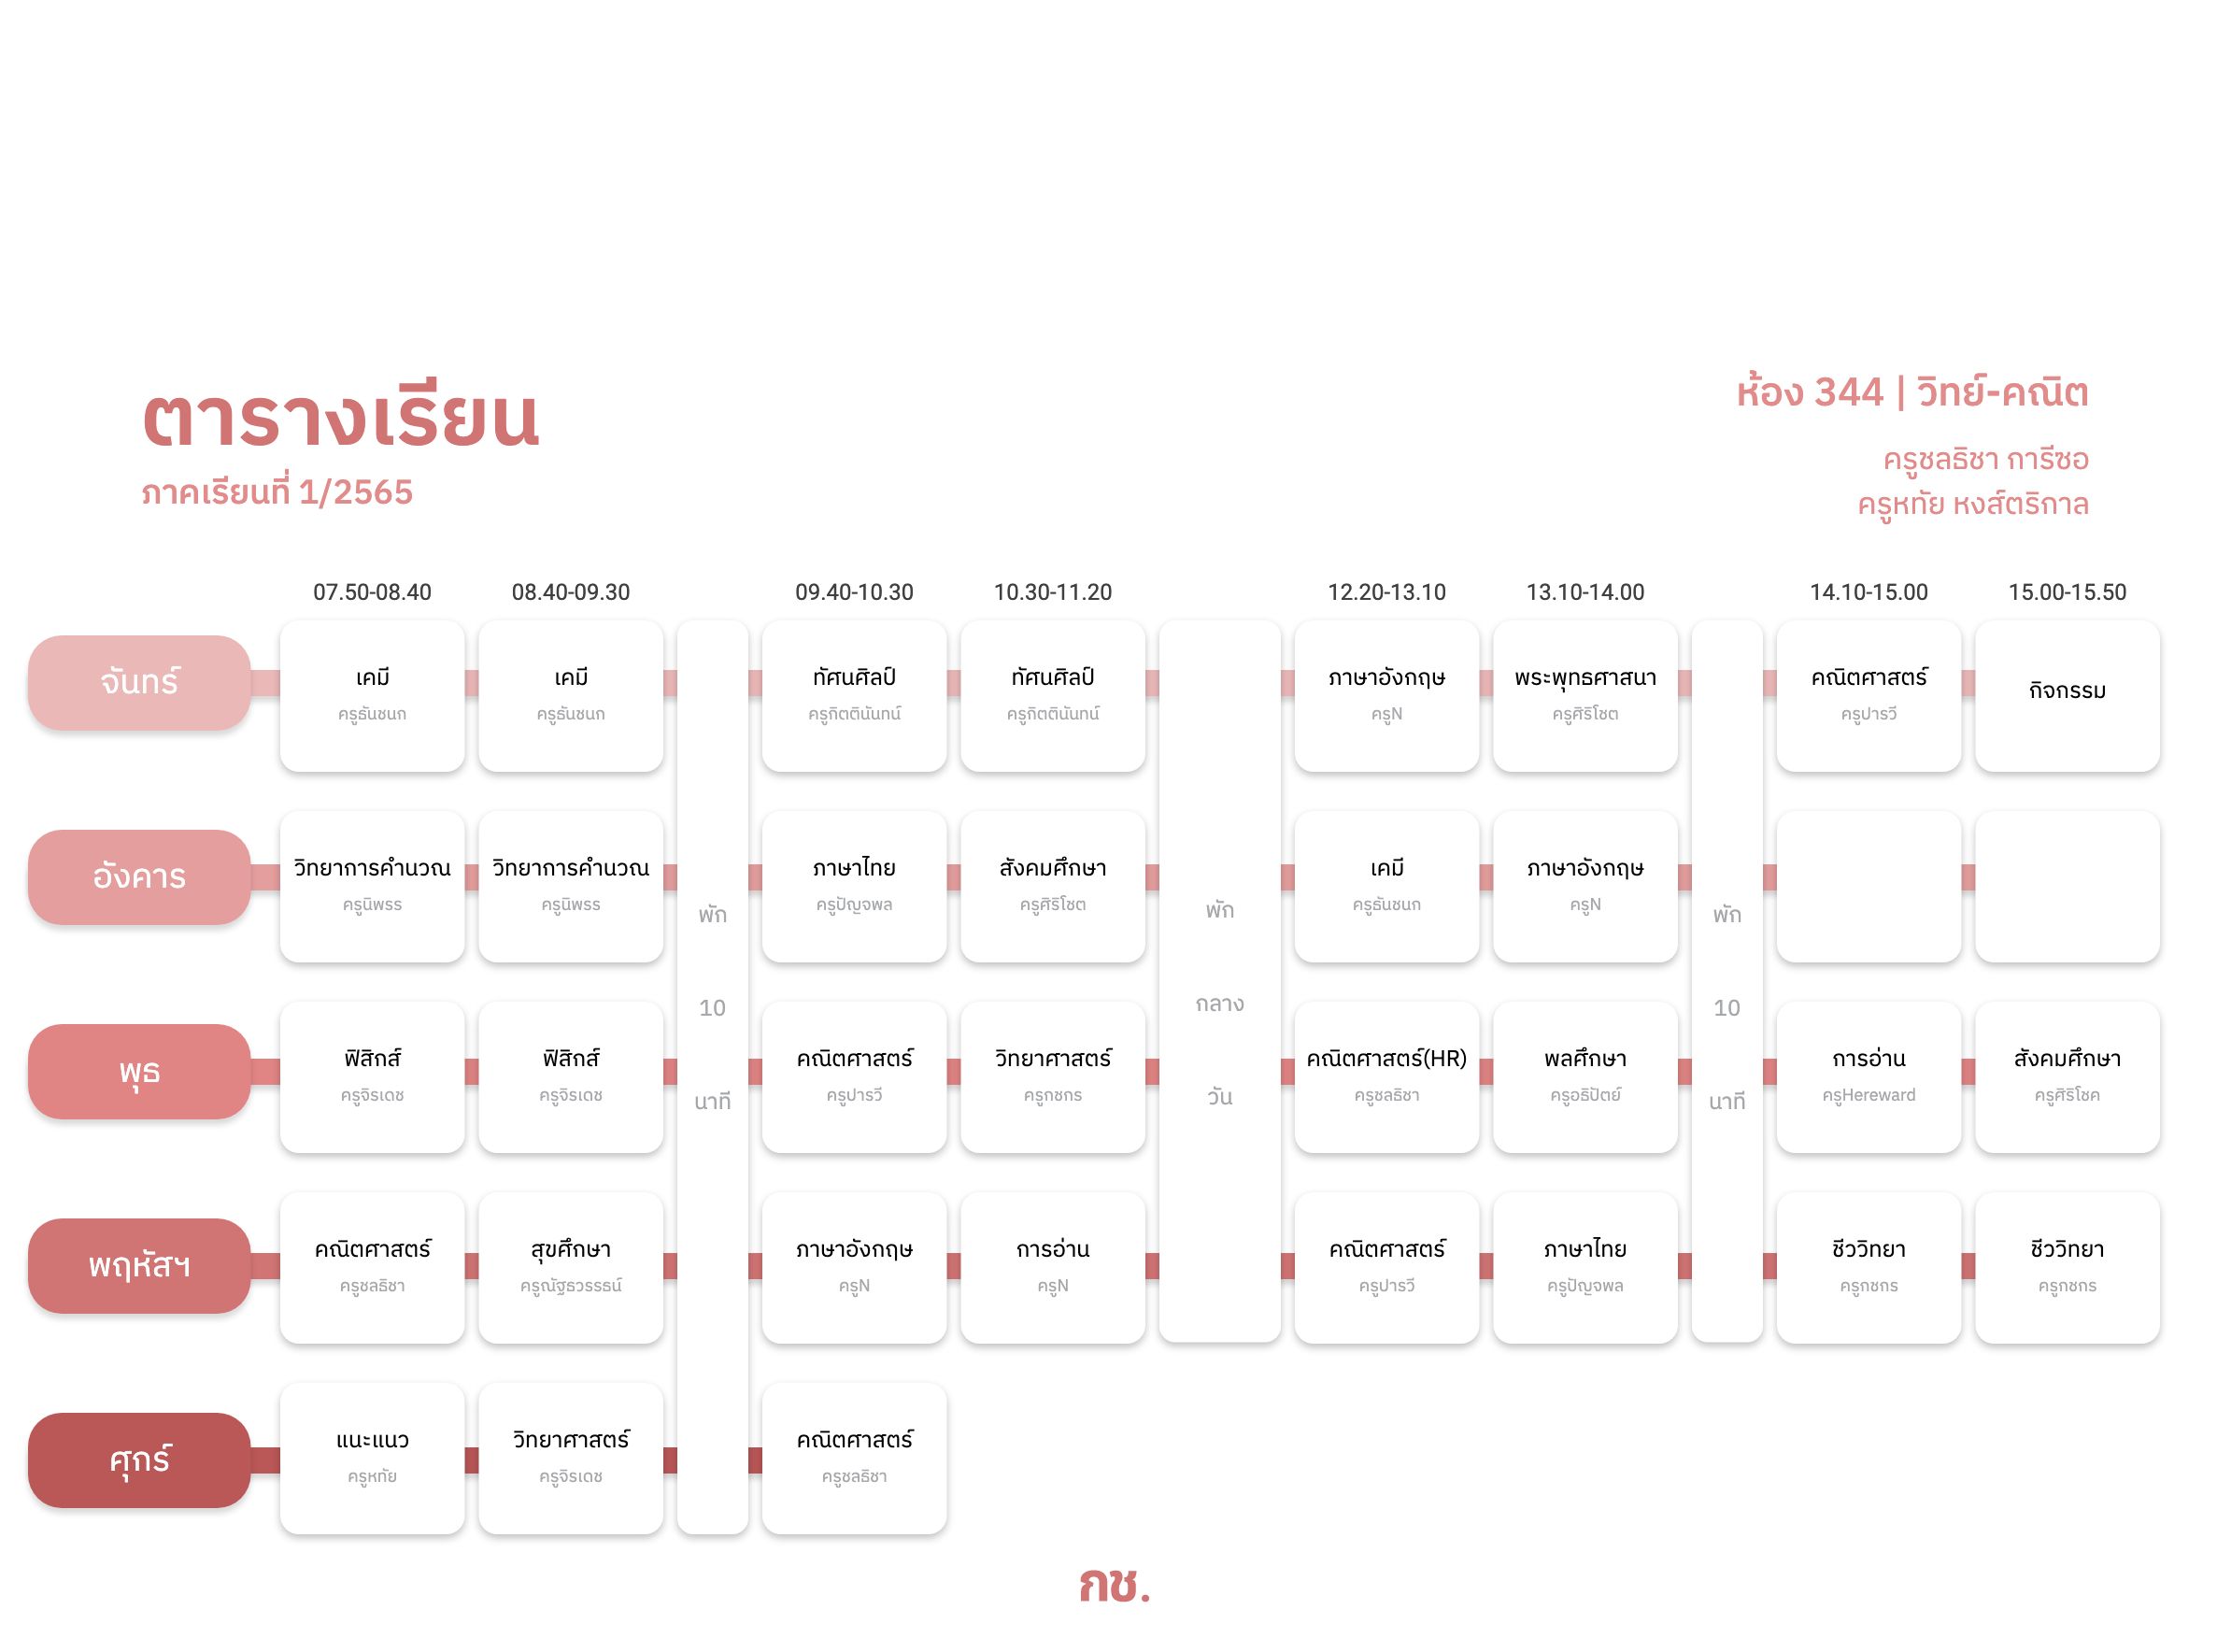 ตารางเรียน
ภาคเรียนที่ 1/2565
ห้อง 344 | วิทย์-คณิต
ครูชลธิชา การีซอ
ครูหทัย หงส์ตริกาล
07.50-08.40 08.40-09.30 09.40-10.30 10.30-11.20 12.20-13.10 13.10-14.00 14.10-15.00 15.00-15.50
จันทร์
เคมี เคมี ทัศนศิลป์ ทัศนศิลป์ ภาษาอังกฤษ พระพุทธศาสนา คณิตศาสตร์ กิจกรรม
ครูธันชนก ครูธันชนก ครูกิตตินันทน์ ครูกิตตินันทน์ ครูN ครูศิริโชต ครูปารวี
อังคาร
วิทยาการคำนวณ วิทยาการคำนวณ ภาษาไทย สังคมศึกษา เคมี ภาษาอังกฤษ
ครูนิพรร ครูนิพรร ครูปัญจพล ครูศิริโชต ครูธันชนก ครูN
พัก
10
นาที
พัก
กลาง
วัน
พัก
10
นาที
พุธ
ฟิสิกส์ ฟิสิกส์ คณิตศาสตร์ วิทยาศาสตร์ คณิตศาสตร์(HR) พลศึกษา การอ่าน สังคมศึกษา
ครูจิรเดช ครูจิรเดช ครูปารวี ครูกชกร ครูชลธิชา ครูอธิปัตย์ ครูHereward ครูศิริโชค
พฤหัสฯ
คณิตศาสตร์ สุขศึกษา ภาษาอังกฤษ การอ่าน คณิตศาสตร์ ภาษาไทย ชีววิทยา ชีววิทยา
ครูชลธิชา ครูณัฐธวรรธน์ ครูN ครูN ครูปารวี ครูปัญจพล ครูกชกร ครูกชกร
ศุกร์
แนะแนว วิทยาศาสตร์ คณิตศาสตร์
ครูหทัย ครูจิรเดช ครูชลธิชา
กช.